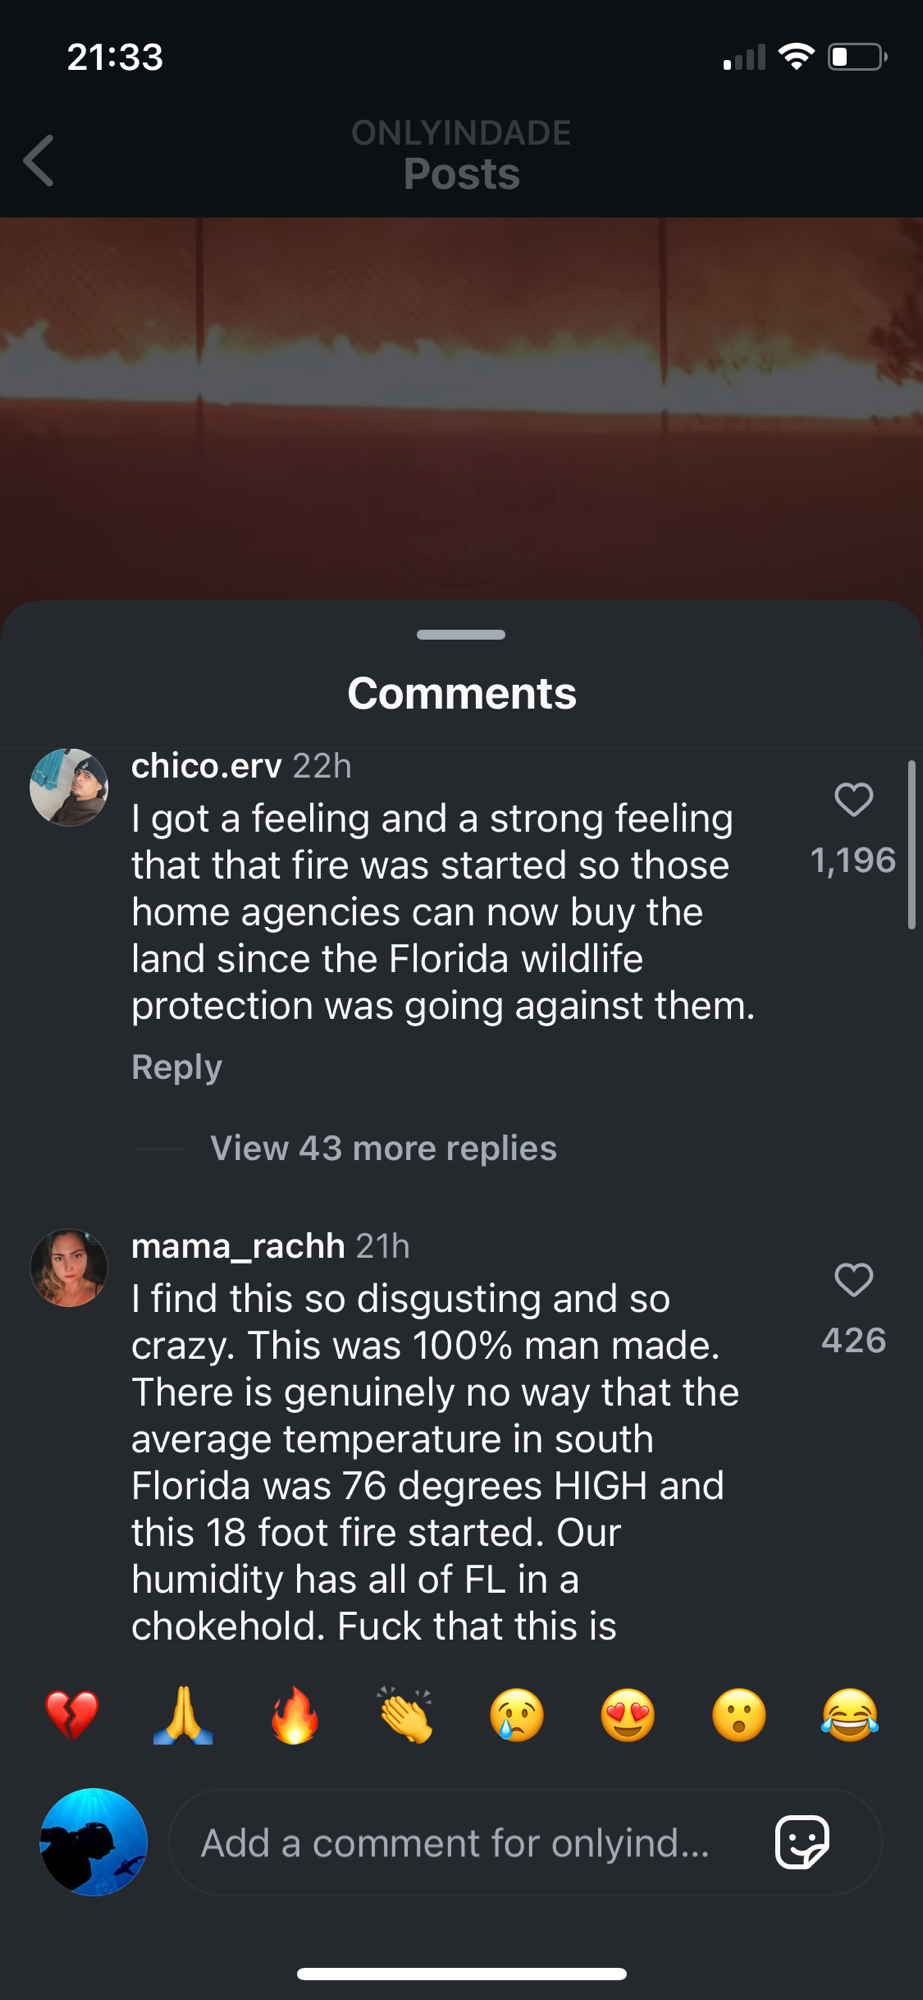 21:33
ONLYINDADE
Posts
Comments
chico.erv 22h
I got a feeling and a strong feeling
that that fire was started so those
home agencies can now buy the
land since the Florida wildlife
protection was going against them.
1,196
Reply
View 43 more replies
mama_rachh 21h
I find this so disgusting and so
crazy. This was 100% man made.
There is genuinely no way that the
average temperature in south
Florida was 76 degrees HIGH and
this 18 foot fire started. Our
humidity has all of FL in a
chokehold. Fuck that this is
426
Add a comment for onlyind...